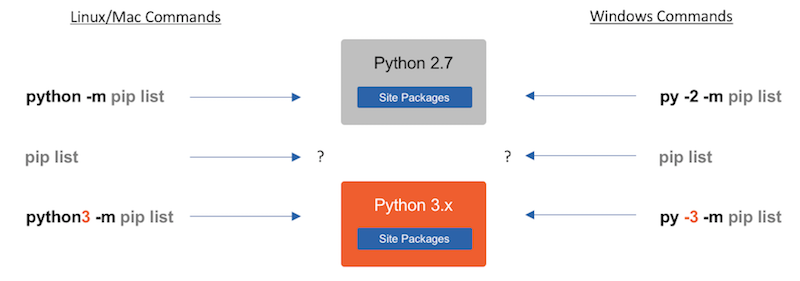 Linux/Mac Commands
Windows Commands
Python 2.7
Site Packages
python -m pip list
py -2 -m pip list
pip list
?
?
pip list
Python 3.x
Site Packages
python3 -m pip list
py -3 -m pip list